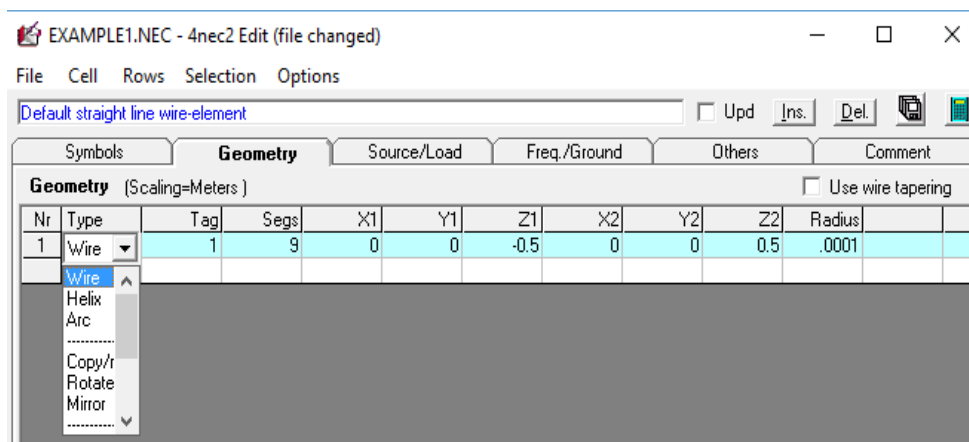 EXAMPLE1.NEC - 4nec2 Edit (file changed)
File Cell Rows Selection Options
Default straight line wire-element Upd Ins. Del.
Symbols Geometry Source/Load Freq./Ground Others Comment
Geometry (Scaling=Meters ) Use wire tapering
Nr Type Tag Segs X1 Y1 Z1 X2 Y2 Z2 Radius
1 Wire 1 9 0 0 -0.5 0 0 0.5 .0001
Wire
Helix
Arc
-----------
Copy/r
Rotate
Mirror
-----------